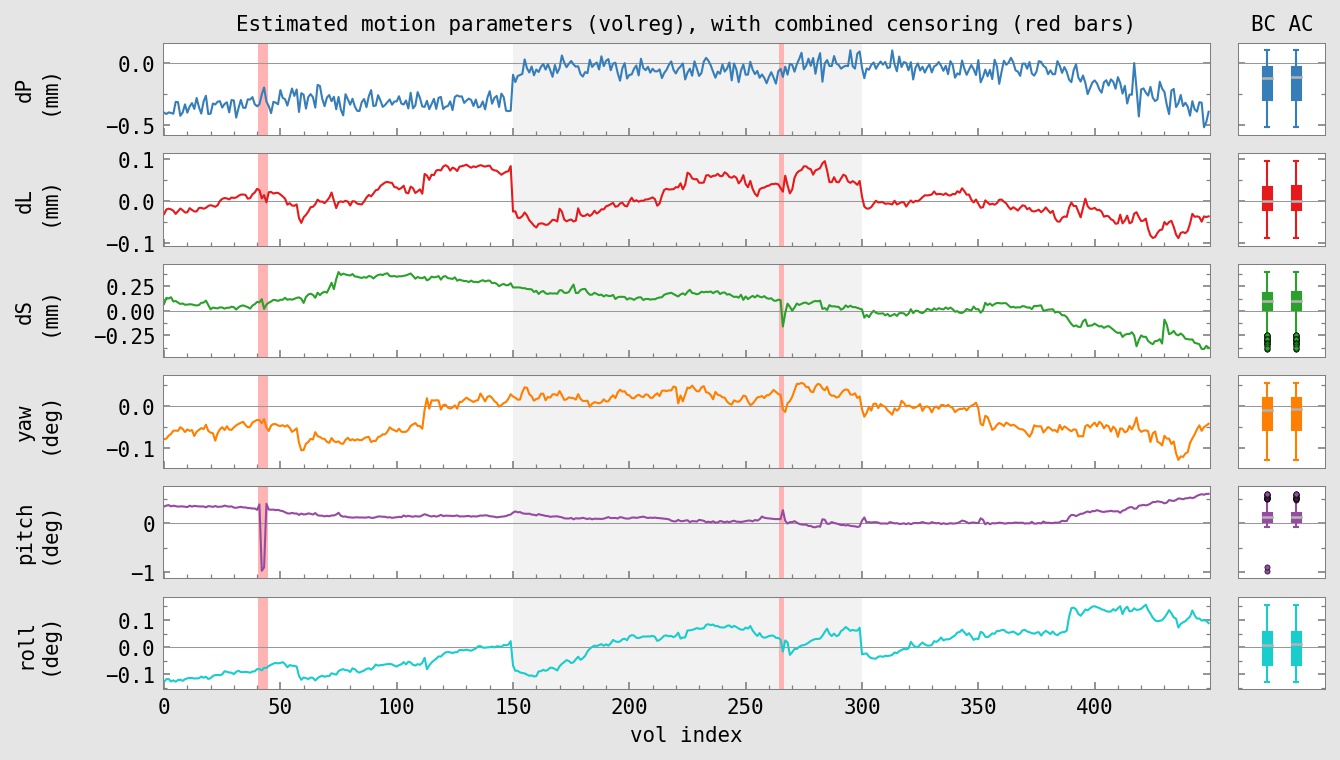 Estimated motion parameters (volreg), with combined censoring (red bars)
BC AC
dP
(mm)
0.0
−0.5
dL
(mm)
0.1
0.0
−0.1
dS
(mm)
0.25
0.00
−0.25
yaw
(deg)
0.0
−0.1
pitch
(deg)
0
−1
roll
(deg)
0.1
0.0
−0.1
0 50 100 150 200 250 300 350 400
vol index